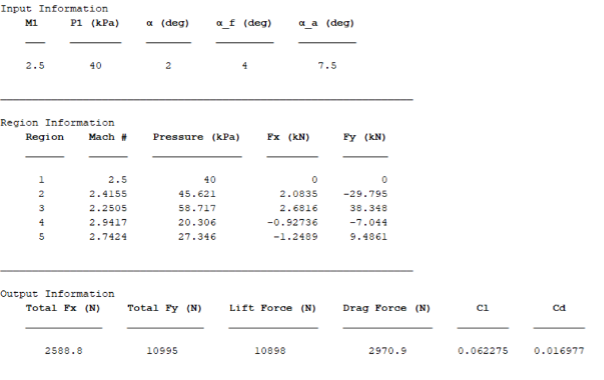 Input Information
M1 P1 (kPa) α (deg) α_f (deg) α_a (deg)
2.5 40 2 4 7.5
Region Information
Region Mach # Pressure (kPa) Fx (kN) Fy (kN)
1 2.5 40 0 0
2 2.4155 45.621 2.0835 -29.795
3 2.2505 58.717 2.6816 38.348
4 2.9417 20.306 -0.92736 -7.044
5 2.7424 27.346 -1.2489 9.4861
Output Information
Total Fx (N) Total Fy (N) Lift Force (N) Drag Force (N) Cl Cd
2588.8 10995 10898 2970.9 0.062275 0.016977